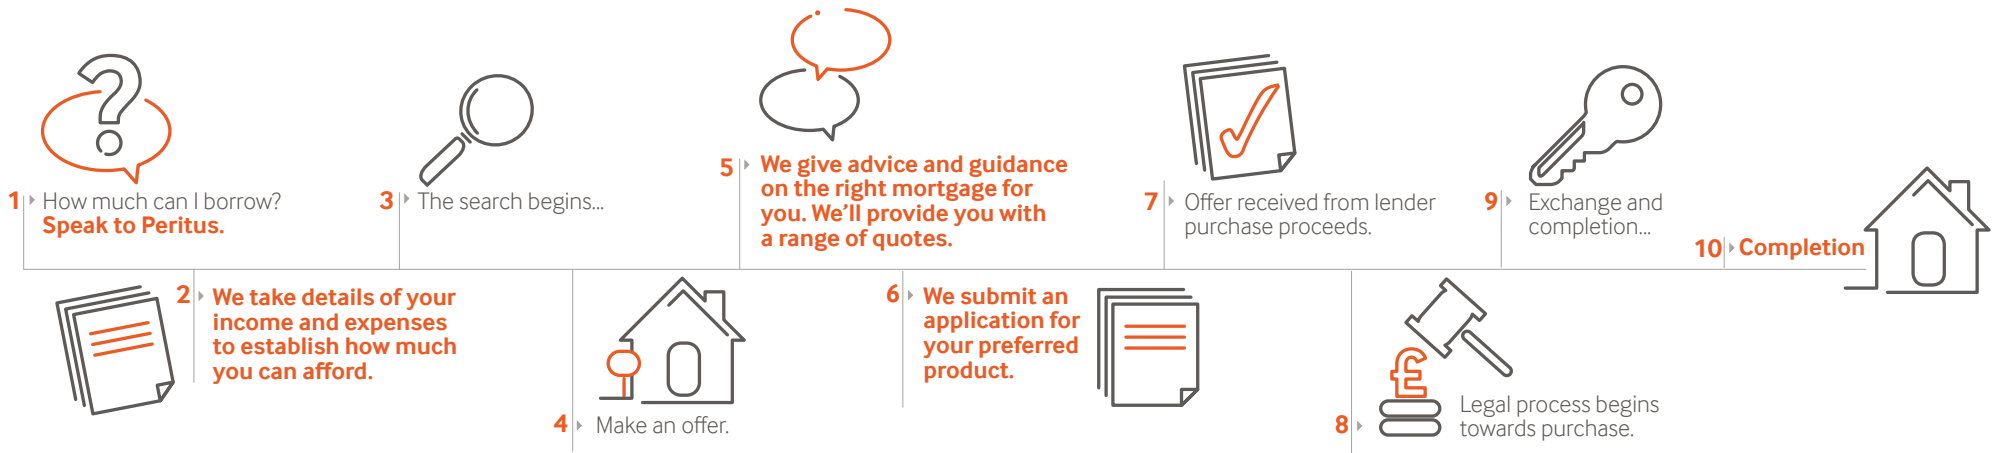 1 How much can I borrow?
Speak to Peritus.
2 We take details of your
income and expenses
to establish how much
you can afford.
3 The search begins...
4 Make an offer.
5 We give advice and guidance
on the right mortgage for
you. We’ll provide you with
a range of quotes.
6 We submit an
application for
your preferred
product.
7 Offer received from lender
purchase proceeds.
8 Legal process begins
towards purchase.
£
9 Exchange and
completion...
10 Completion